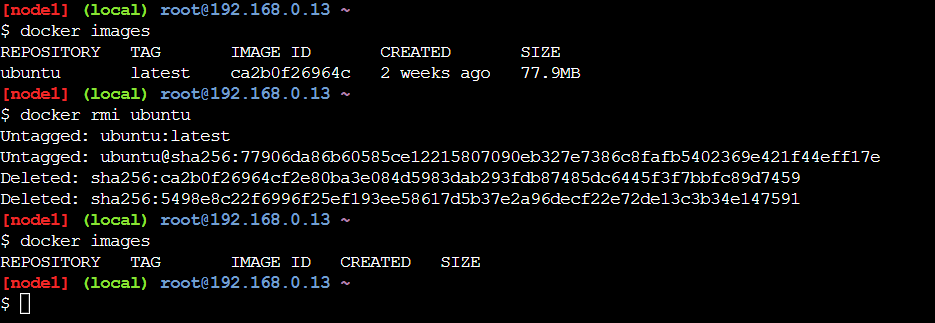 [node1] (local) root@192.168.0.13 ~
$ docker images
REPOSITORY   TAG       IMAGE ID       CREATED       SIZE
ubuntu       latest    ca2b0f26964c   2 weeks ago   77.9MB
[node1] (local) root@192.168.0.13 ~
$ docker rmi ubuntu
Untagged: ubuntu:latest
Untagged: ubuntu@sha256:77906da86b60585ce12215807090eb327e7386c8fafb5402369e421f44eff17e
Deleted: sha256:ca2b0f26964cf2e80ba3e084d5983dab293fdb87485dc6445f3f7bbfc89d7459
Deleted: sha256:5498e8c22f6996f25ef193ee58617d5b37e2a96decf22e72de13c3b34e147591
[node1] (local) root@192.168.0.13 ~
$ docker images
REPOSITORY   TAG       IMAGE ID   CREATED   SIZE
[node1] (local) root@192.168.0.13 ~
$